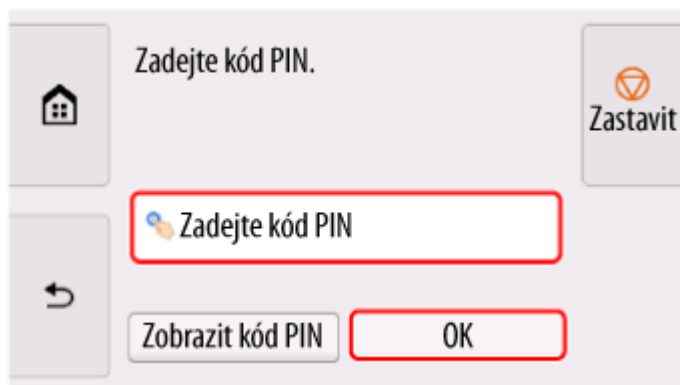 Zadejte kód PIN.
Zastavit
Zadejte kód PIN
Zobrazit kód PIN
OK